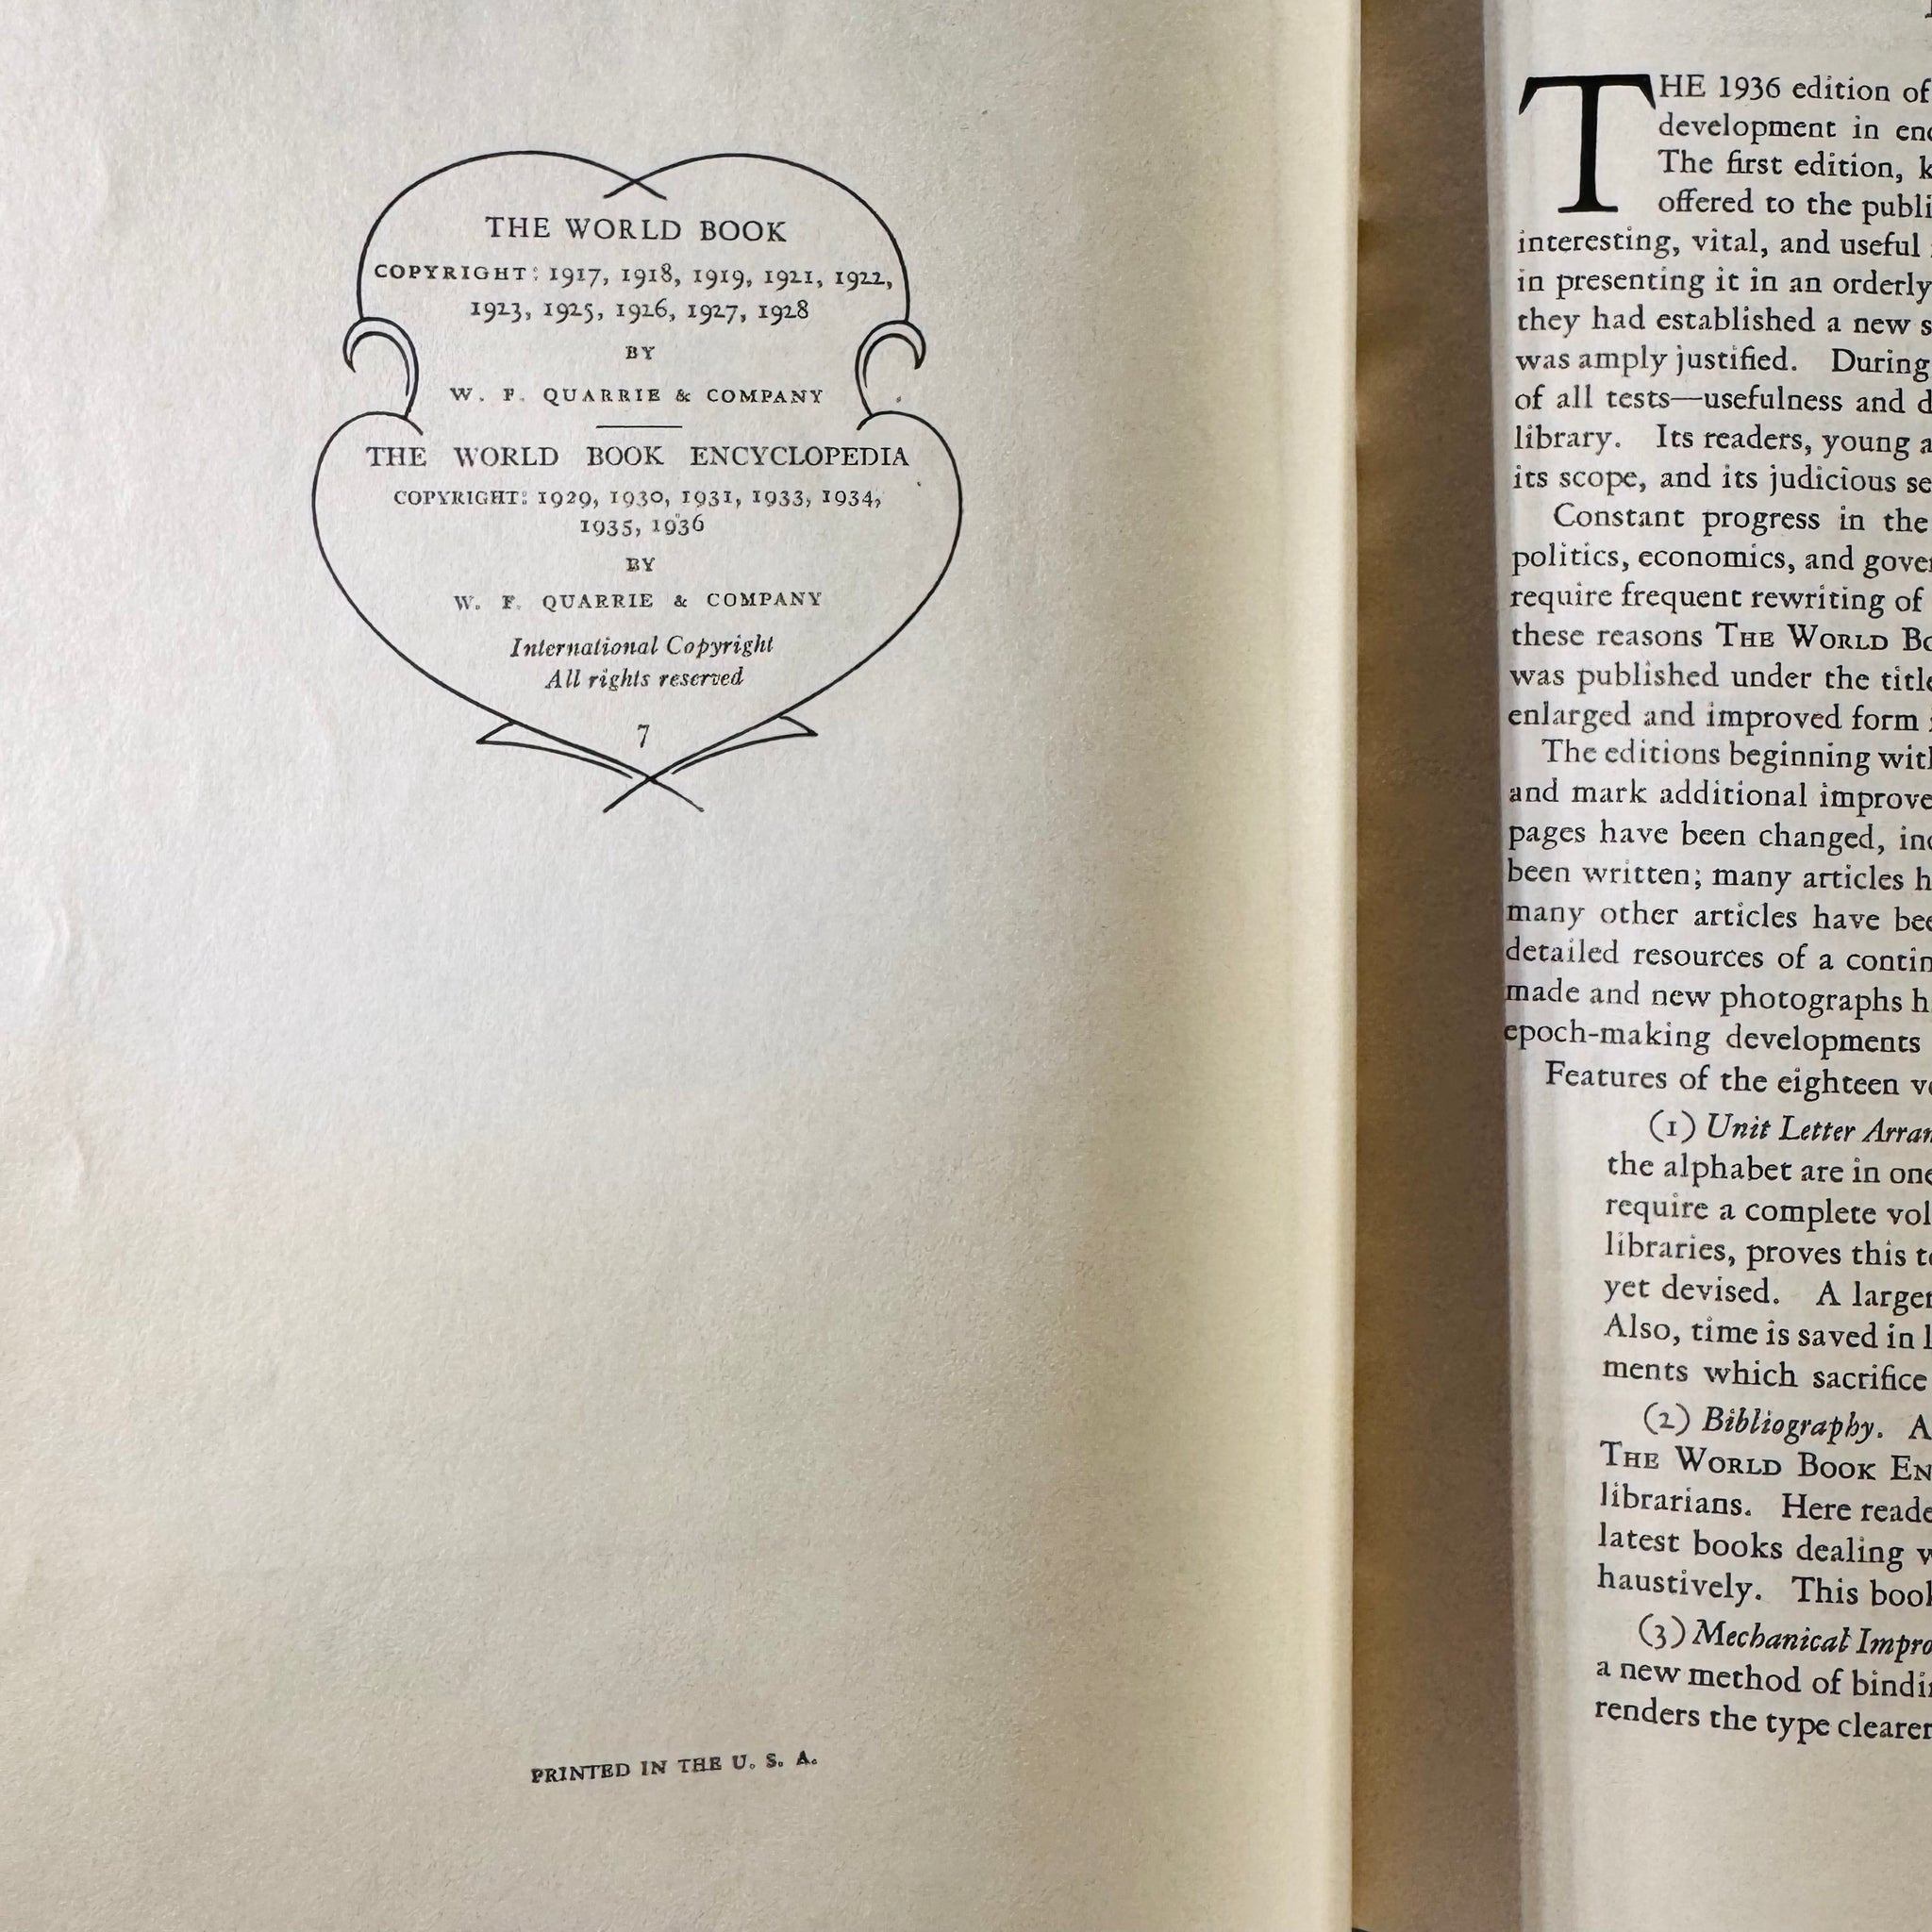 THE WORLD BOOK
COPYRIGHT: 1917, 1918, 1919, 1921, 1922,
1923, 1925, 1926, 1927, 1928
BY
W. F. QUARRIE & COMPANY
THE WORLD BOOK ENCYCLOPEDIA
COPYRIGHT: 1929, 1930, 1931, 1933, 1934,
1935, 1936
BY
W. F. QUARRIE & COMPANY
International Copyright
All rights reserved
7
PRINTED IN THE U. S. A.
THE 1936 edition of
development in
The first edition,
offered to the
interesting, vital, and useful
in presenting it in an orderly
they had established a new
was amply justified. During
of all tests—usefulness and
library. Its readers, young
its scope, and its judicious
Constant progress in the
politics, economics, and
require frequent rewriting of
these reasons THE WORLD
was published under the
enlarged and improved form
The editions beginning
and mark additional
pages have been changed,
been written; many articles
many other articles have
detailed resources of a
made and new photographs
epoch-making developments
Features of the eighteen
(1) Unit Letter
the alphabet are in
require a complete
libraries, proves this
yet devised. A larger
Also, time is saved in
ments which sacrifice
(2) Bibliography. A
THE WORLD BOOK
librarians. Here
latest books dealing
haustively. This
(3) Mechanical
a new method of
renders the type clearer